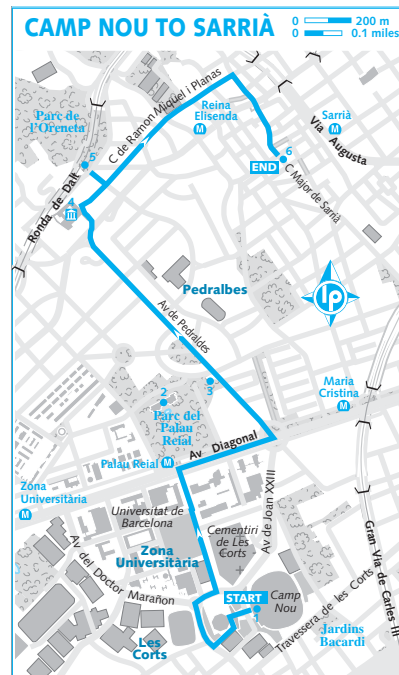 CAMP NOU TO SARRIÀ
0 200 m
0 0.1 miles
Parc de
l'Oreneta
C de Ramon Miquel i Planas
Reina
Elisenda
M
Sarrià
M
Via Augusta
5
6
END
C Major de Sarrià
Ronda de Dalt
4
Pedralbes
lp
Av de Pedraldes
3
2
Parc del
Palau
Reial
Maria
Cristina
M
Av Diagonal
Palau Reial
M
Zona
Universitària
M
Universitat de
Barcelona
Av de Joan XXIII
Cementiri
de Les
Corts
Zona
Universitària
Gran Via de Carles III
Av del Doctor Marañon
START
1
Camp
Nou
Travessera de les Corts
Les
Corts
Jardins
Bacardi